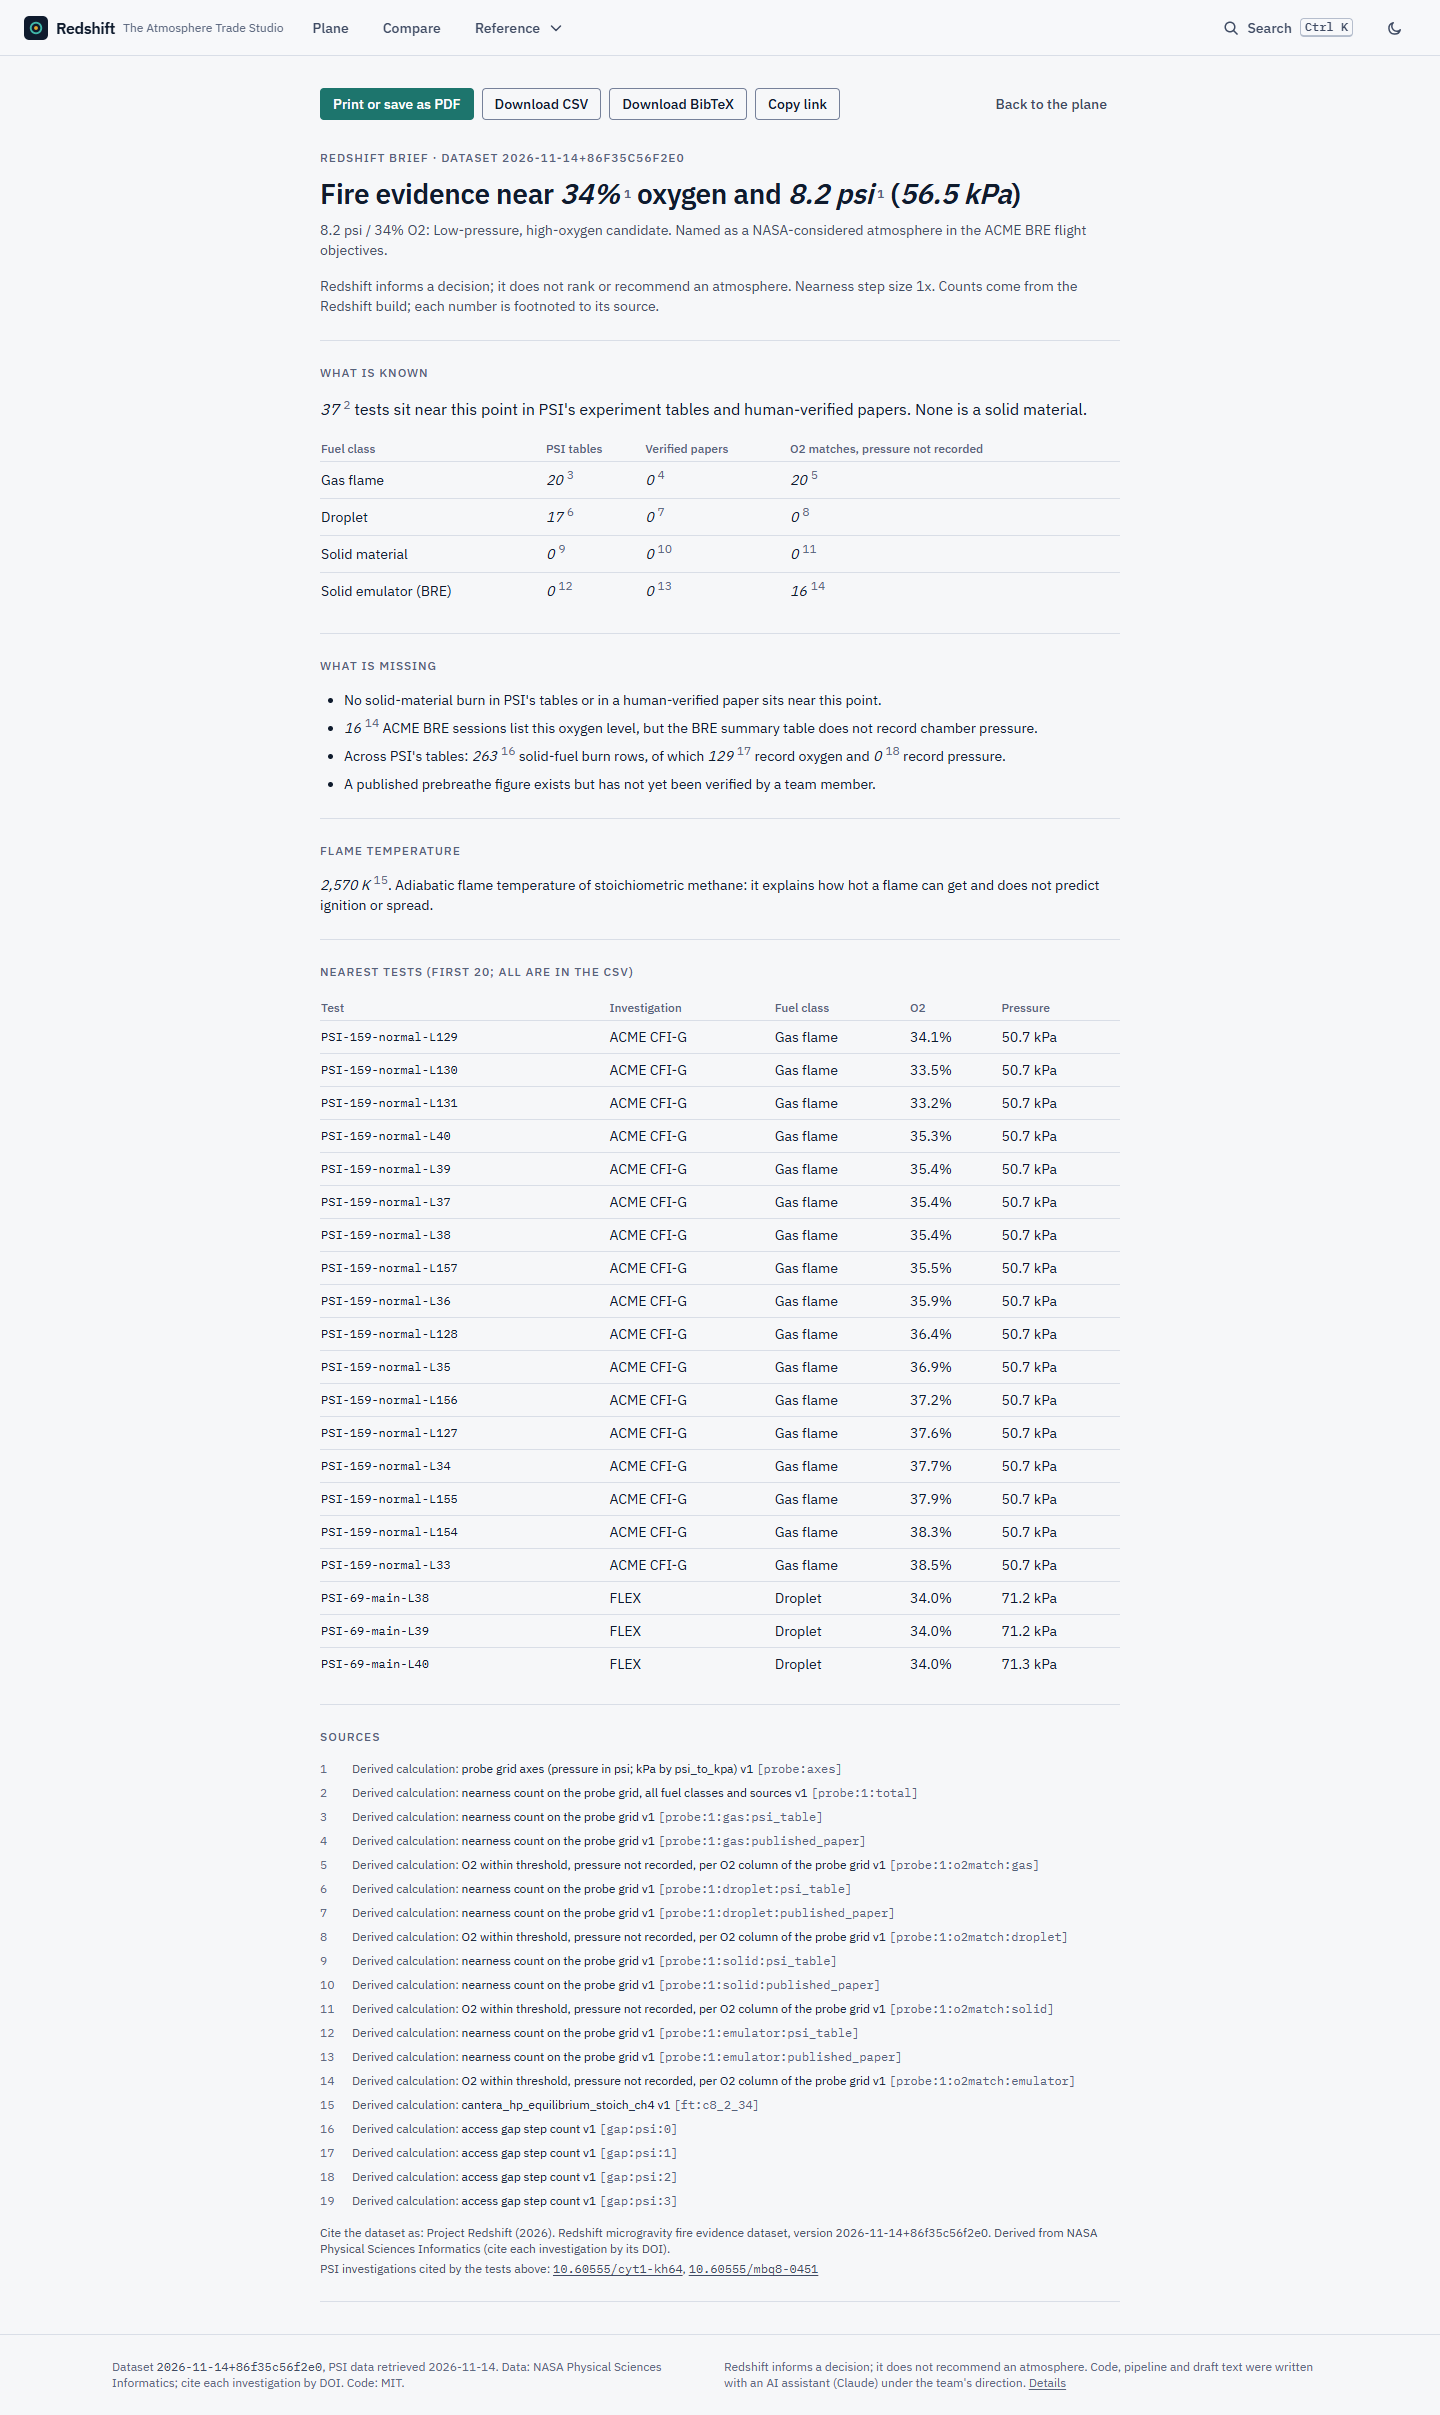 Redshift The Atmosphere Trade Studio Plane Compare Reference Search Ctrl K
Print or save as PDF Download CSV Download BibTeX Copy link Back to the plane
REDSHIFT BRIEF · DATASET 2026-11-14+86F35C56F2E0
Fire evidence near 34% 1 oxygen and 8.2 psi 1 (56.5 kPa)
8.2 psi / 34% O2: Low-pressure, high-oxygen candidate. Named as a NASA-considered atmosphere in the ACME BRE flight
objectives.
Redshift informs a decision; it does not rank or recommend an atmosphere. Nearness step size 1x. Counts come from the
Redshift build; each number is footnoted to its source.
WHAT IS KNOWN
37 2 tests sit near this point in PSI's experiment tables and human-verified papers. None is a solid material.
Fuel class PSI tables Verified papers O2 matches, pressure not recorded
Gas flame 20 3 0 4 20 5
Droplet 17 6 0 7 0 8
Solid material 0 9 0 10 0 11
Solid emulator (BRE) 0 12 0 13 16 14
WHAT IS MISSING
• No solid-material burn in PSI's tables or in a human-verified paper sits near this point.
• 16 14 ACME BRE sessions list this oxygen level, but the BRE summary table does not record chamber pressure.
• Across PSI's tables: 263 16 solid-fuel burn rows, of which 129 17 record oxygen and 0 18 record pressure.
• A published prebreathe figure exists but has not yet been verified by a team member.
FLAME TEMPERATURE
2,570 K 15. Adiabatic flame temperature of stoichiometric methane: it explains how hot a flame can get and does not predict
ignition or spread.
NEAREST TESTS (FIRST 20; ALL ARE IN THE CSV)
Test Investigation Fuel class O2 Pressure
PSI-159-normal-L129 ACME CFI-G Gas flame 34.1% 50.7 kPa
PSI-159-normal-L130 ACME CFI-G Gas flame 33.5% 50.7 kPa
PSI-159-normal-L131 ACME CFI-G Gas flame 33.2% 50.7 kPa
PSI-159-normal-L40 ACME CFI-G Gas flame 35.3% 50.7 kPa
PSI-159-normal-L39 ACME CFI-G Gas flame 35.4% 50.7 kPa
PSI-159-normal-L37 ACME CFI-G Gas flame 35.4% 50.7 kPa
PSI-159-normal-L38 ACME CFI-G Gas flame 35.4% 50.7 kPa
PSI-159-normal-L157 ACME CFI-G Gas flame 35.5% 50.7 kPa
PSI-159-normal-L36 ACME CFI-G Gas flame 35.9% 50.7 kPa
PSI-159-normal-L128 ACME CFI-G Gas flame 36.4% 50.7 kPa
PSI-159-normal-L35 ACME CFI-G Gas flame 36.9% 50.7 kPa
PSI-159-normal-L156 ACME CFI-G Gas flame 37.2% 50.7 kPa
PSI-159-normal-L127 ACME CFI-G Gas flame 37.6% 50.7 kPa
PSI-159-normal-L34 ACME CFI-G Gas flame 37.7% 50.7 kPa
PSI-159-normal-L155 ACME CFI-G Gas flame 37.9% 50.7 kPa
PSI-159-normal-L154 ACME CFI-G Gas flame 38.3% 50.7 kPa
PSI-159-normal-L33 ACME CFI-G Gas flame 38.5% 50.7 kPa
PSI-69-main-L38 FLEX Droplet 34.0% 71.2 kPa
PSI-69-main-L39 FLEX Droplet 34.0% 71.2 kPa
PSI-69-main-L40 FLEX Droplet 34.0% 71.3 kPa
SOURCES
1 Derived calculation: probe grid axes (pressure in psi; kPa by psi_to_kpa) v1 [probe:axes]
2 Derived calculation: nearness count on the probe grid, all fuel classes and sources v1 [probe:1:total]
3 Derived calculation: nearness count on the probe grid v1 [probe:1:gas:psi_table]
4 Derived calculation: nearness count on the probe grid v1 [probe:1:gas:published_paper]
5 Derived calculation: O2 within threshold, pressure not recorded, per O2 column of the probe grid v1 [probe:1:o2match:gas]
6 Derived calculation: nearness count on the probe grid v1 [probe:1:droplet:psi_table]
7 Derived calculation: nearness count on the probe grid v1 [probe:1:droplet:published_paper]
8 Derived calculation: O2 within threshold, pressure not recorded, per O2 column of the probe grid v1 [probe:1:o2match:droplet]
9 Derived calculation: nearness count on the probe grid v1 [probe:1:solid:psi_table]
10 Derived calculation: nearness count on the probe grid v1 [probe:1:solid:published_paper]
11 Derived calculation: O2 within threshold, pressure not recorded, per O2 column of the probe grid v1 [probe:1:o2match:solid]
12 Derived calculation: nearness count on the probe grid v1 [probe:1:emulator:psi_table]
13 Derived calculation: nearness count on the probe grid v1 [probe:1:emulator:published_paper]
14 Derived calculation: O2 within threshold, pressure not recorded, per O2 column of the probe grid v1 [probe:1:o2match:emulator]
15 Derived calculation: cantera_hp_equilibrium_stoich_ch4 v1 [ft:c8_2_34]
16 Derived calculation: access gap step count v1 [gap:psi:0]
17 Derived calculation: access gap step count v1 [gap:psi:1]
18 Derived calculation: access gap step count v1 [gap:psi:2]
19 Derived calculation: access gap step count v1 [gap:psi:3]
Cite the dataset as: Project Redshift (2026). Redshift microgravity fire evidence dataset, version 2026-11-14+86f35c56f2e0. Derived from NASA
Physical Sciences Informatics (cite each investigation by its DOI).
PSI investigations cited by the tests above: 10.60555/cyt1-kh64, 10.60555/mbq8-0451
Dataset 2026-11-14+86f35c56f2e0, PSI data retrieved 2026-11-14. Data: NASA Physical Sciences
Informatics; cite each investigation by DOI. Code: MIT.
Redshift informs a decision; it does not recommend an atmosphere. Code, pipeline and draft text were written
with an AI assistant (Claude) under the team's direction. Details